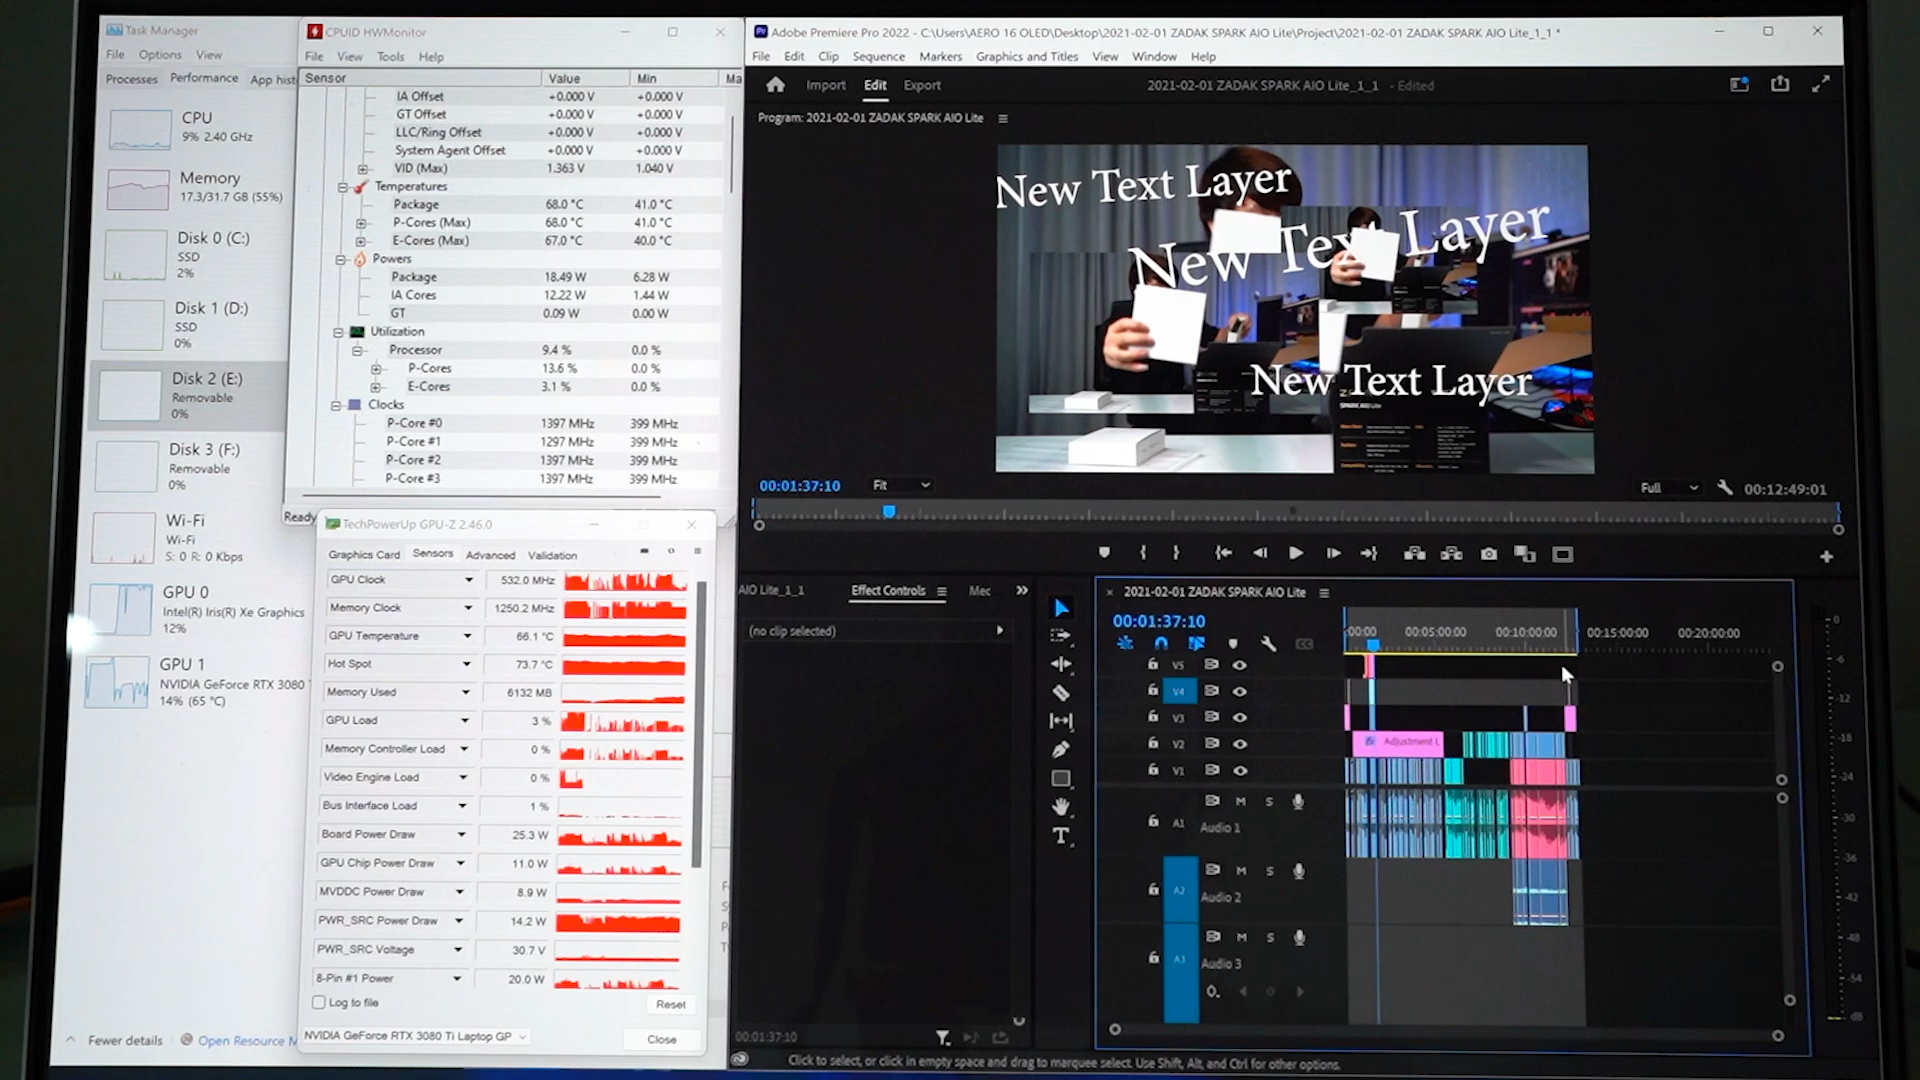 Task Manager
File Options View
Processes Performance App hist
CPU
9% 2.40 GHz
Memory
17.3/31.7 GB (55%)
Disk 0 (C:)
SSD
2%
Disk 1 (D:)
SSD
0%
Disk 2 (E:)
Removable
0%
Disk 3 (F:)
Removable
0%
Wi-Fi
Wi-Fi
S: 0 R: 0 Kbps
GPU 0
Intel(R) Iris(R) Xe Graphics
12%
GPU 1
NVIDIA GeForce RTX 3080
14% (65 °C)
Fewer details Open Resource M
CPUID HWMonitor
File View Tools Help
Sensor Value Min Ma
IA Offset +0.000 V +0.000 V
GT Offset +0.000 V +0.000 V
LLC/Ring Offset +0.000 V +0.000 V
System Agent Offset +0.000 V +0.000 V
VID (Max) 1.363 V 1.040 V
Temperatures
Package 68.0 °C 41.0 °C
P-Cores (Max) 68.0 °C 41.0 °C
E-Cores (Max) 67.0 °C 40.0 °C
Powers
Package 18.49 W 6.28 W
IA Cores 12.22 W 1.44 W
GT 0.09 W 0.00 W
Utilization
Processor 9.4 % 0.0 %
P-Cores 13.6 % 0.0 %
E-Cores 3.1 % 0.0 %
Clocks
P-Core #0 1397 MHz 399 MHz
P-Core #1 1297 MHz 399 MHz
P-Core #2 1397 MHz 399 MHz
P-Core #3 1397 MHz 399 MHz
Ready
TechPowerUp GPU-Z 2.46.0
Graphics Card Sensors Advanced Validation
GPU Clock 532.0 MHz
Memory Clock 1250.2 MHz
GPU Temperature 66.1 °C
Hot Spot 73.7 °C
Memory Used 6132 MB
GPU Load 3 %
Memory Controller Load 0 %
Video Engine Load 0 %
Bus Interface Load 1 %
Board Power Draw 25.3 W
GPU Chip Power Draw 11.0 W
MVDDC Power Draw 8.9 W
PWR_SRC Power Draw 14.2 W
PWR_SRC Voltage 30.7 V
8-Pin #1 Power 20.0 W
Log to file Reset
NVIDIA GeForce RTX 3080 Ti Laptop GP Close
Adobe Premiere Pro 2022 - C:\Users\AERO 16 OLED\Desktop\2021-02-01 ZADAK SPARK AIO Lite\Project\2021-02-01 ZADAK SPARK AIO Lite_1_1 *
File Edit Clip Sequence Markers Graphics and Titles View Window Help
Import Edit Export 2021-02-01 ZADAK SPARK AIO Lite_1_1 - Edited
Program: 2021-02-01 ZADAK SPARK AIO Lite
New Text Layer
New Text Layer
New Text Layer
00:01:37:10 Fit Full 00:12:49:01
AIO Lite_1_1 Effect Controls Mec
(no clip selected)
00:01:37:10
2021-02-01 ZADAK SPARK AIO Lite
00:01:37:10
:00:00 00:05:00:00 00:10:00:00 00:15:00:00 00:20:00:00
V5
V4
V3
V2 Adjustment L
V1
M S
A1 Audio 1
M S
A2 Audio 2
M S
A3 Audio 3
0
-6
-12
-18
-24
-30
-36
-42
-48
-54
dB
Click to select, or click in empty space and drag to marquee select. Use Shift, Alt, and Ctrl for other options.